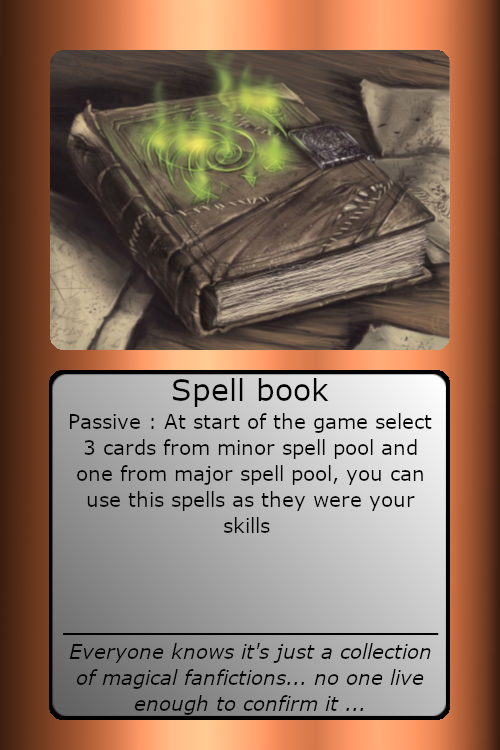 Spell book
Passive : At start of the game select
3 cards from minor spell pool and
one from major spell pool, you can
use this spells as they were your
skills
Everyone knows it's just a collection
of magical fanfictions... no one live
enough to confirm it ...